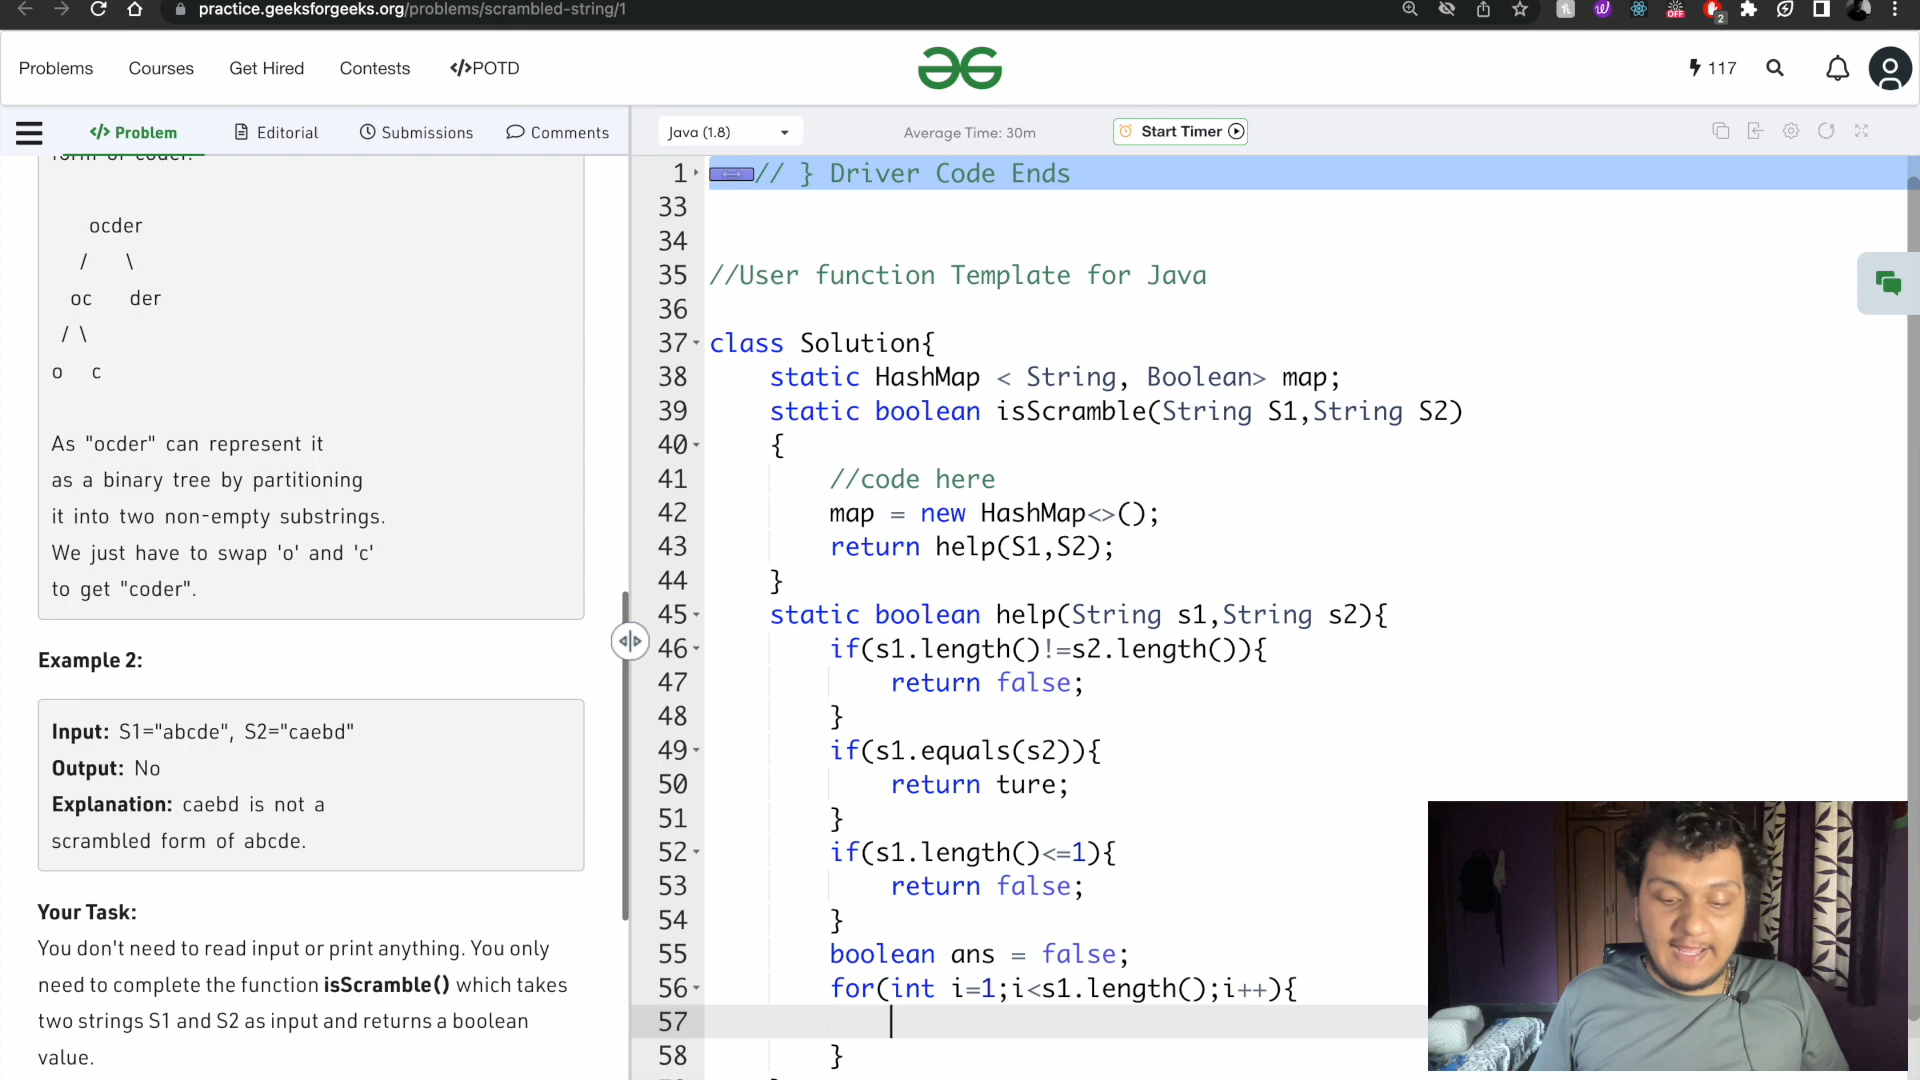 practice.geeksforgeeks.org/problems/scrambled-string/1
OFF
2
Problems
Courses
Get Hired
Contests
</>POTD
117
</> Problem
Editorial
Submissions
Comments
Java (1.8)
Average Time: 30m
Start Timer
form of coder.
ocder
/ \
oc der
/ \
o c
As "ocder" can represent it
as a binary tree by partitioning
it into two non-empty substrings.
We just have to swap 'o' and 'c'
to get "coder".
Example 2:
Input: S1="abcde", S2="caebd"
Output: No
Explanation: caebd is not a
scrambled form of abcde.
Your Task:
You don't need to read input or print anything. You only
need to complete the function isScramble() which takes
two strings S1 and S2 as input and returns a boolean
value.
1 // } Driver Code Ends
33
34
35 //User function Template for Java
36
37 class Solution{
38 static HashMap < String, Boolean> map;
39 static boolean isScramble(String S1,String S2)
40 {
41 //code here
42 map = new HashMap<>();
43 return help(S1,S2);
44 }
45 static boolean help(String s1,String s2){
46 if(s1.length()!=s2.length()){
47 return false;
48 }
49 if(s1.equals(s2)){
50 return ture;
51 }
52 if(s1.length()<=1){
53 return false;
54 }
55 boolean ans = false;
56 for(int i=1;i<s1.length();i++){
57
58 }